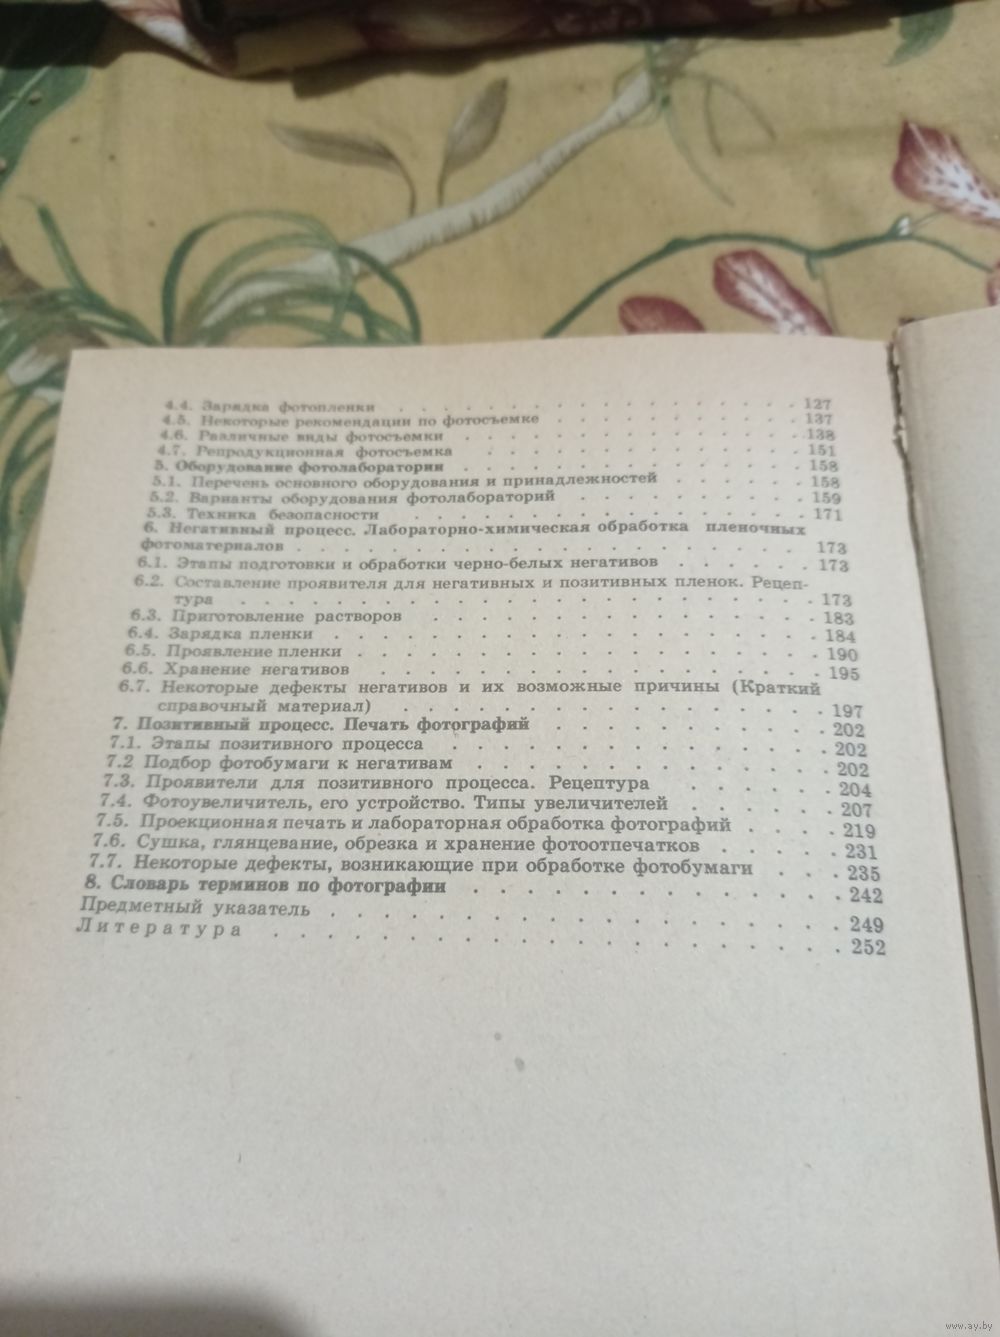 4.4. Зарядка фотопленки . . . . . . . . . . . . . . . 127
4.5. Некоторые рекомендации по фотосъемке . . . . . . . . . 137
4.6. Различные виды фотосъемки . . . . . . . . . . . . . 138
4.7. Репродукционная фотосъемка . . . . . . . . . . . . 151
5. Оборудование фотолаборатории . . . . . . . . . . . . . 158
5.1. Перечень основного оборудования и принадлежностей . . . . . . 158
5.2. Варианты оборудования фотолабораторий . . . . . . . . . 159
5.3. Техника безопасности . . . . . . . . . . . . . . . 171
6. Негативный процесс. Лабораторно-химическая обработка пленочных
фотоматериалов . . . . . . . . . . . . . . . . . . . 173
6.1. Этапы подготовки и обработки черно-белых негативов . . . . . . 173
6.2. Составление проявителя для негативных и позитивных пленок. Рецеп-
тура . . . . . . . . . . . . . . . . . . . . . 173
6.3. Приготовление растворов . . . . . . . . . . . . . . 183
6.4. Зарядка пленки . . . . . . . . . . . . . . . . . 184
6.5. Проявление пленки . . . . . . . . . . . . . . . . 190
6.6. Хранение негативов . . . . . . . . . . . . . . . . 195
6.7. Некоторые дефекты негативов и их возможные причины (Краткий
справочный материал) . . . . . . . . . . . . . . . 197
7. Позитивный процесс. Печать фотографий . . . . . . . . . . 202
7.1. Этапы позитивного процесса . . . . . . . . . . . . . 202
7.2 Подбор фотобумаги к негативам . . . . . . . . . . . . 202
7.3. Проявители для позитивного процесса. Рецептура . . . . . . 204
7.4. Фотоувеличитель, его устройство. Типы увеличителей . . . . . . 207
7.5. Проекционная печать и лабораторная обработка фотографий . . . . 219
7.6. Сушка, глянцевание, обрезка и хранение фотоотпечатков . . . . . 231
7.7. Некоторые дефекты, возникающие при обработке фотобумаги . . . 235
8. Словарь терминов по фотографии . . . . . . . . . . . . 242
Предметный указатель . . . . . . . . . . . . . . . . . 249
Литература . . . . . . . . . . . . . . . . . . . 252
www.ay.by